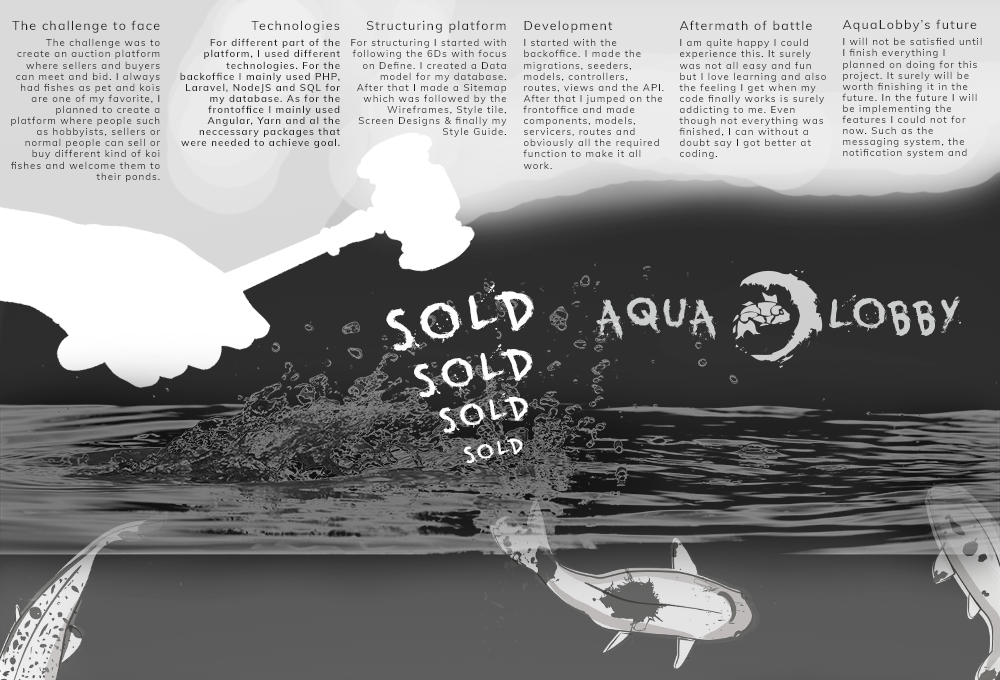 The challenge to face
The challenge was to
create an auction platform
where sellers and buyers
can meet and bid. I always
had fishes as pet and kois
are one of my favorite, I
planned to create a
platform where people such
as hobbyists, sellers or
normal people can sell or
buy different kind of koi
fishes and welcome them to
their ponds.
Technologies
For different part of the
platform, I used different
technologies. For the
backoffice I mainly used PHP,
Laravel, NodeJS and SQL for
my database. As for the
frontoffice I mainly used
Angular, Yarn and al the
neccessary packages that
were needed to achieve goal.
Structuring platform
For structuring I started with
following the 6Ds with focus
on Define. I created a Data
model for my database.
After that I made a Sitemap
which was followed by the
Wireframes, Style tile,
Screen Designs & finally my
Style Guide.
Development
I started with the
backoffice. I made the
migrations, seeders,
models, controllers,
routes, views and the API.
After that I jumped on the
frontoffice and made
components, models,
servicers, routes and
obviously all the required
function to make it all
work.
Aftermath of battle
I am quite happy I could
experience this. It surely
was not all easy and fun
but I love learning and also
the feeling I get when my
code finally works is surely
addicting to me. Even
though not everything was
finished, I can without a
doubt say I got better at
coding.
AquaLobby's future
I will not be satisfied until
I finish everything I
planned on doing for this
project. It surely will be
worth finishing it in the
future. In the future I will
be implementing the
features I could not for
now. Such as the
messaging system, the
notification system and
SOLD
SOLD
SOLD
SOLD
AQUA LOBBY